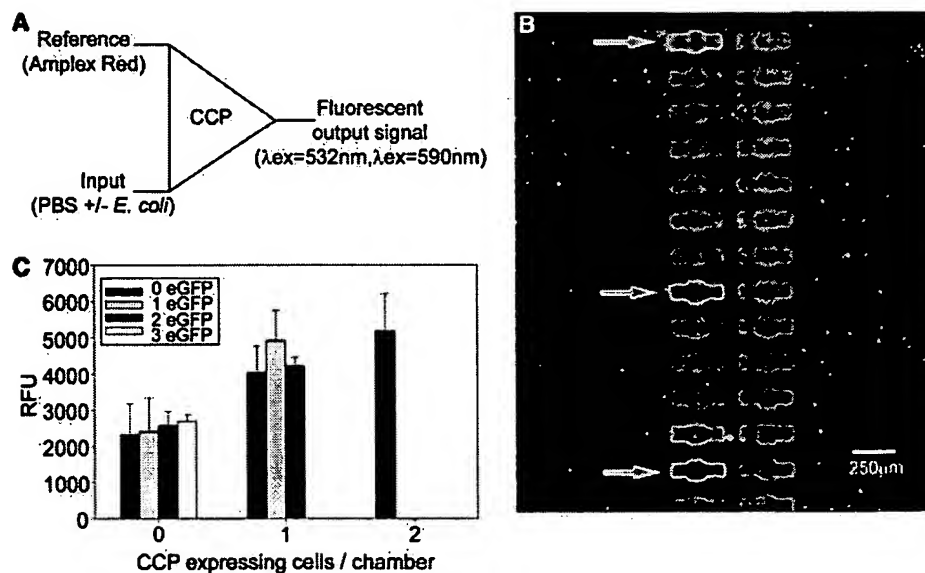 A
Reference
(Amplex Red)
CCP
Fluorescent
output signal
(λex=532nm,λex=590nm)
Input
(PBS +/- E. coli)
B
250μm
C
7000
6000
5000
4000
3000
2000
1000
0
RFU
0 eGFP
1 eGFP
2 eGFP
3 eGFP
0 1 2
CCP expressing cells / chamber